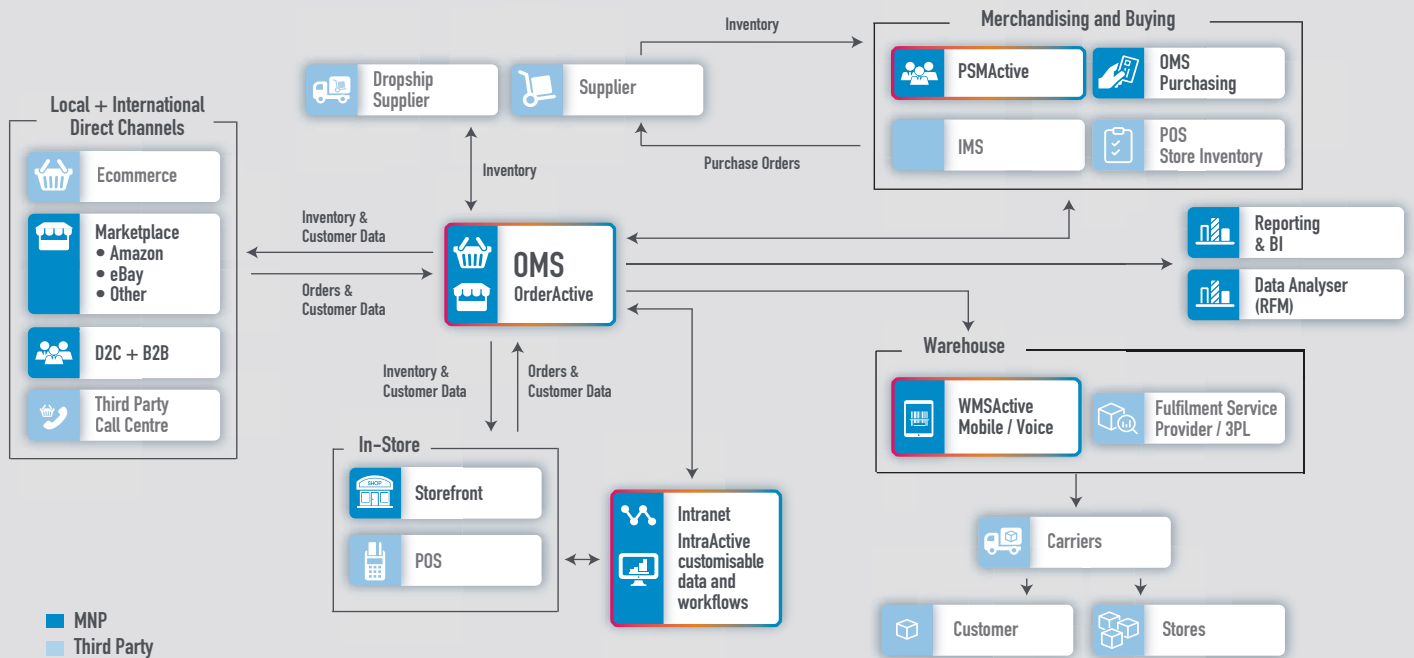 Merchandising and Buying
Inventory
PSMActive
OMS
Purchasing
IMS
POS
Store Inventory
Purchase Orders
Dropship
Supplier
Supplier
Inventory
Local + International
Direct Channels
Ecommerce
Marketplace
• Amazon
• eBay
• Other
D2C + B2B
Third Party
Call Centre
Inventory &
Customer Data
Orders &
Customer Data
OMS
OrderActive
Reporting
& BI
Data Analyser
(RFM)
Inventory &
Customer Data
Orders &
Customer Data
Warehouse
WMSActive
Mobile / Voice
Fulfilment Service
Provider / 3PL
In-Store
SHOP
Storefront
POS
Intranet
IntraActive
customisable
data and
workflows
Carriers
Customer
Stores
MNP
Third Party